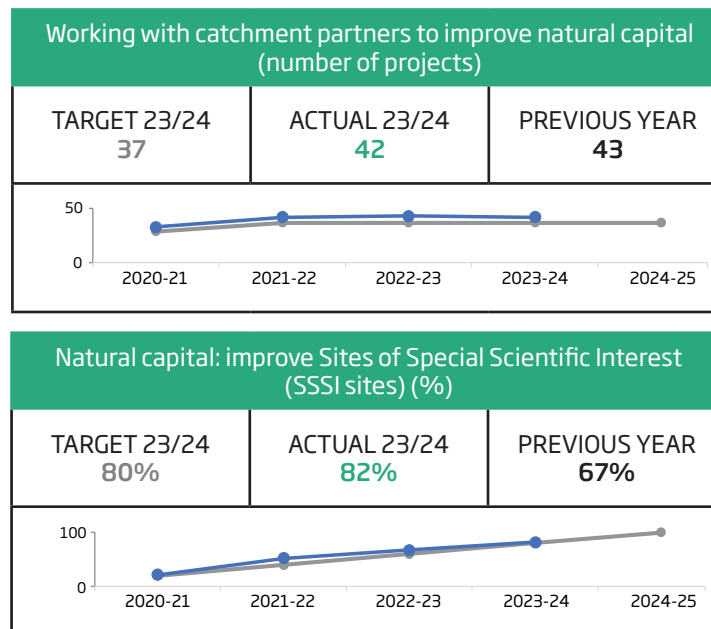 Working with catchment partners to improve natural capital
(number of projects)
TARGET 23/24
37
ACTUAL 23/24
42
PREVIOUS YEAR
43
50
0
2020-21
2021-22
2022-23
2023-24
2024-25
Natural capital: improve Sites of Special Scientific Interest
(SSSI sites) (%)
TARGET 23/24
80%
ACTUAL 23/24
82%
PREVIOUS YEAR
67%
100
0
2020-21
2021-22
2022-23
2023-24
2024-25